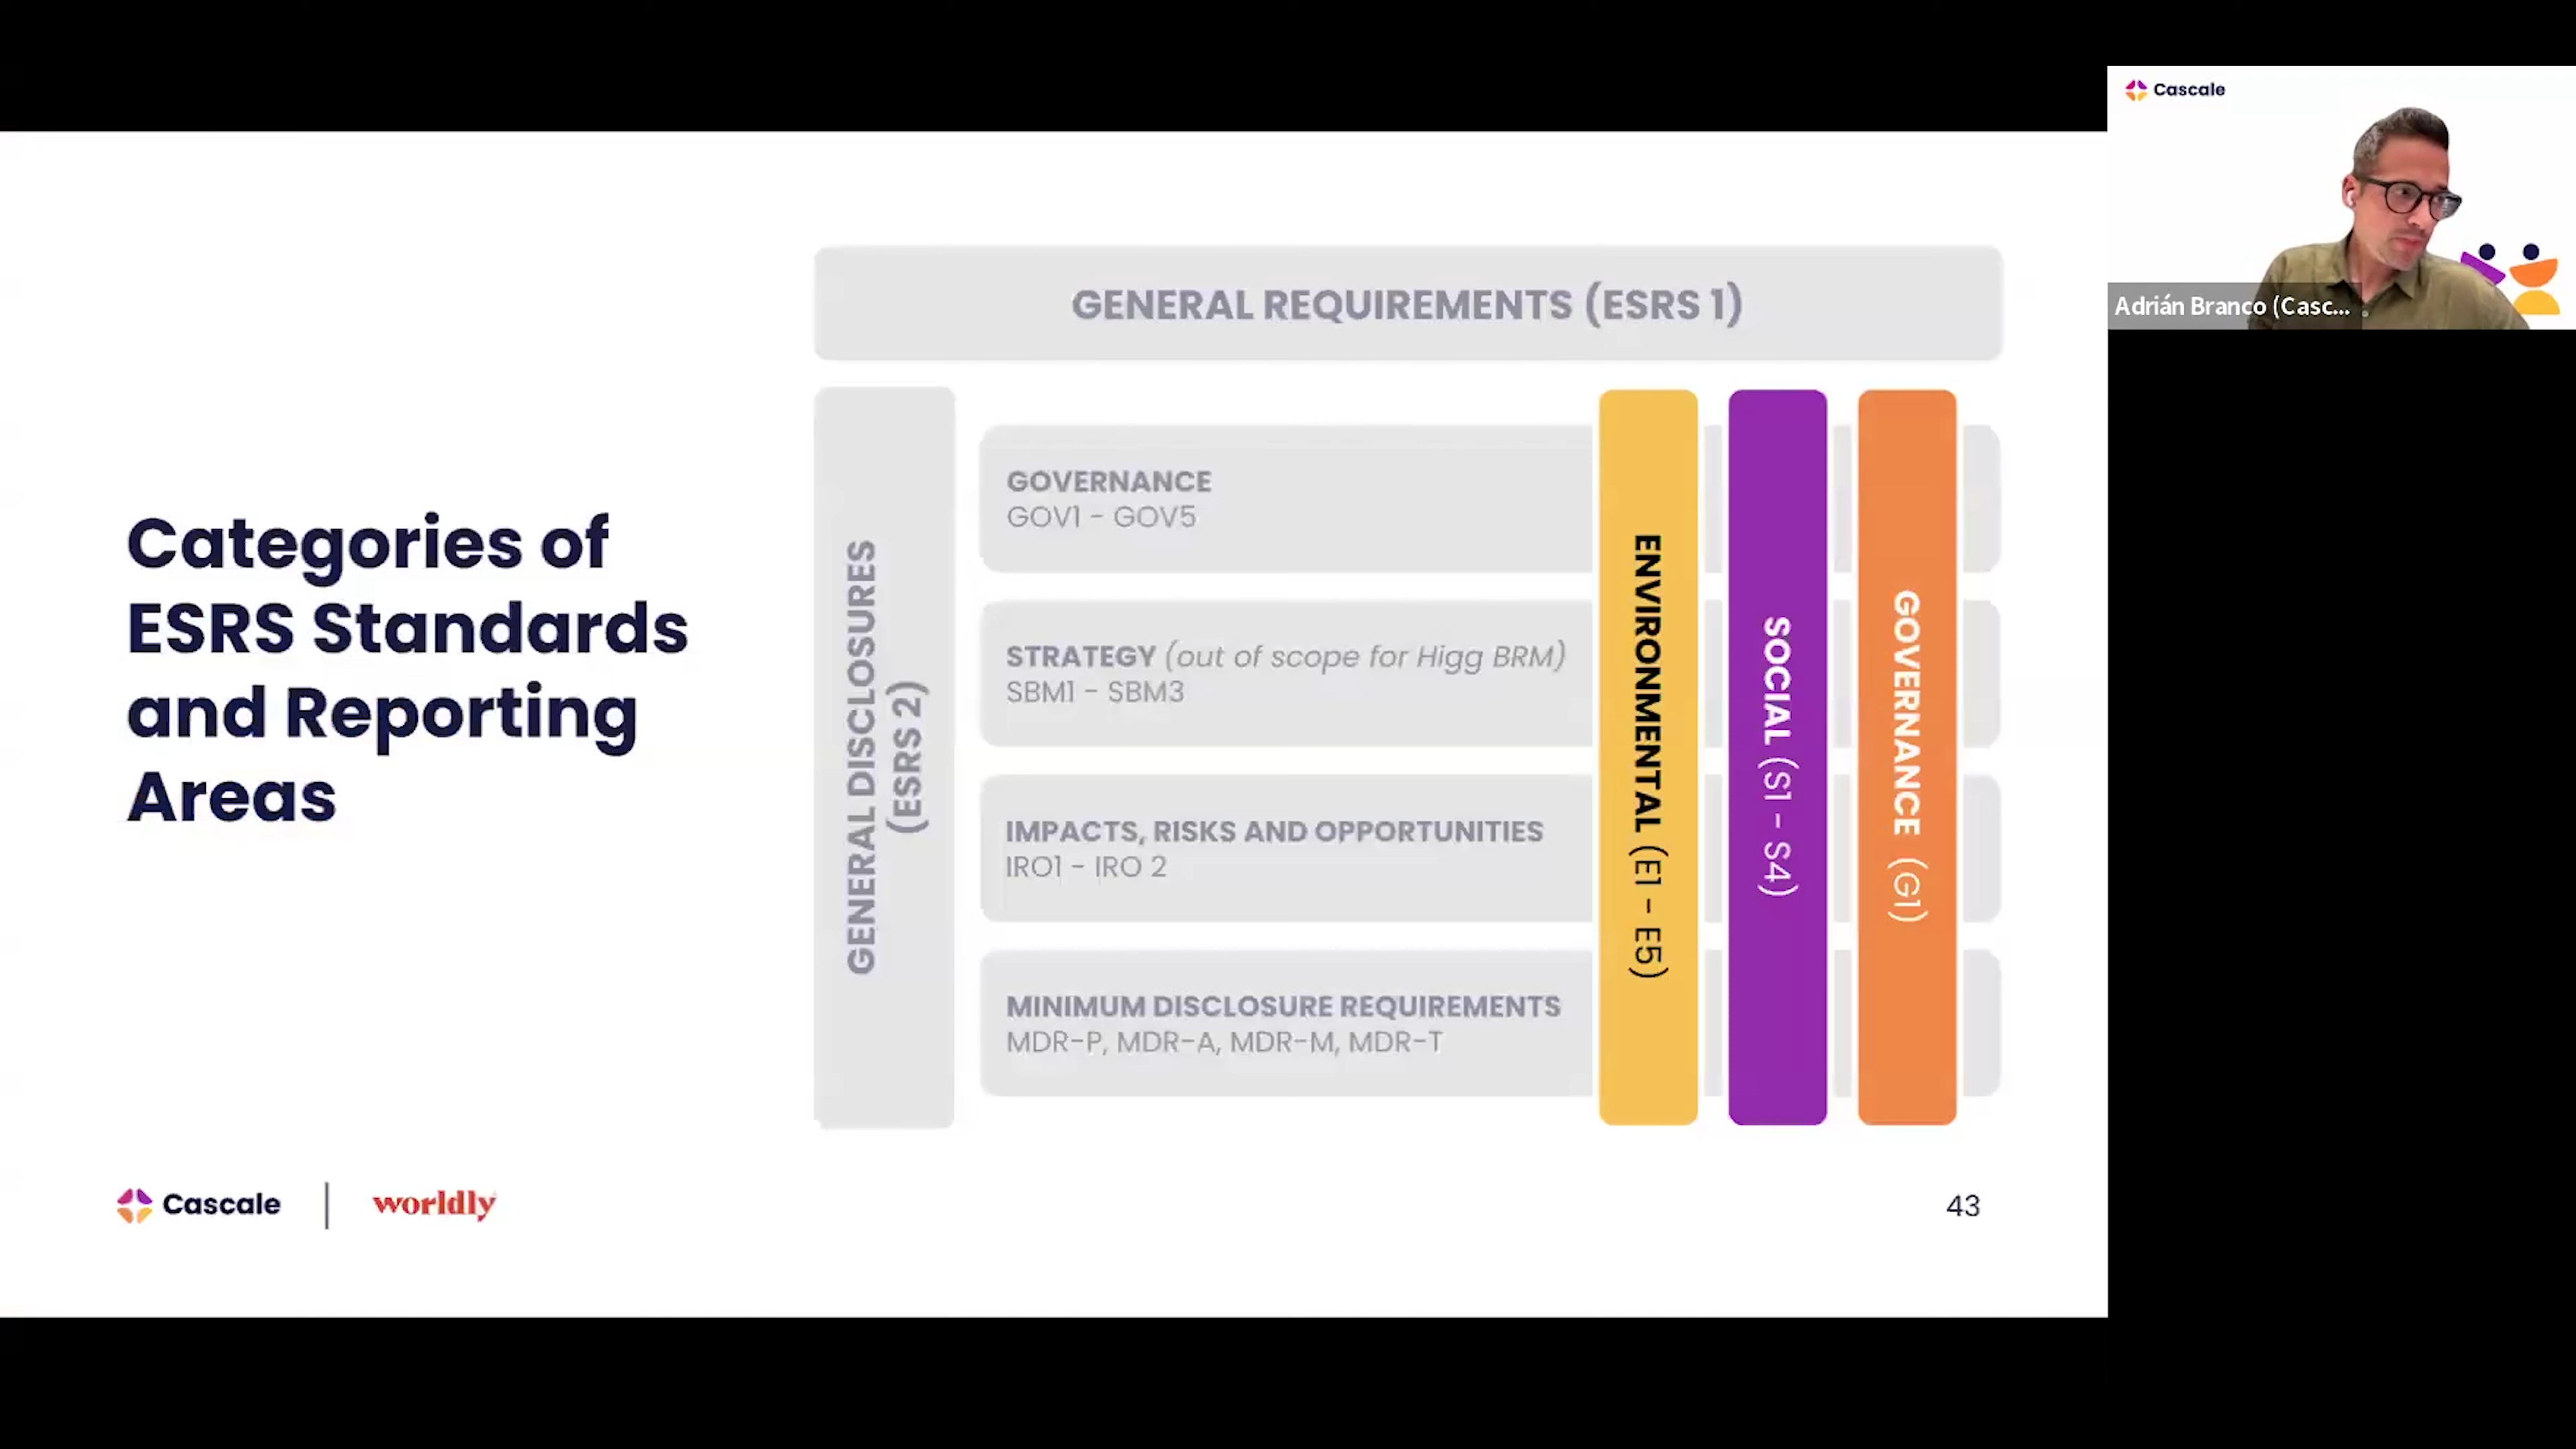 Cascale
Adrián Branco (Casc...
Categories of
ESRS Standards
and Reporting
Areas
GENERAL REQUIREMENTS (ESRS 1)
GENERAL DISCLOSURES
(ESRS 2)
GOVERNANCE
GOV1 - GOV5
STRATEGY (out of scope for Higg BRM)
SBM1 - SBM3
IMPACTS, RISKS AND OPPORTUNITIES
IRO1 - IRO 2
MINIMUM DISCLOSURE REQUIREMENTS
MDR-P, MDR-A, MDR-M, MDR-T
ENVIRONMENTAL (E1 - E5)
SOCIAL (S1 - S4)
GOVERNANCE (G1)
Cascale
worldly
43